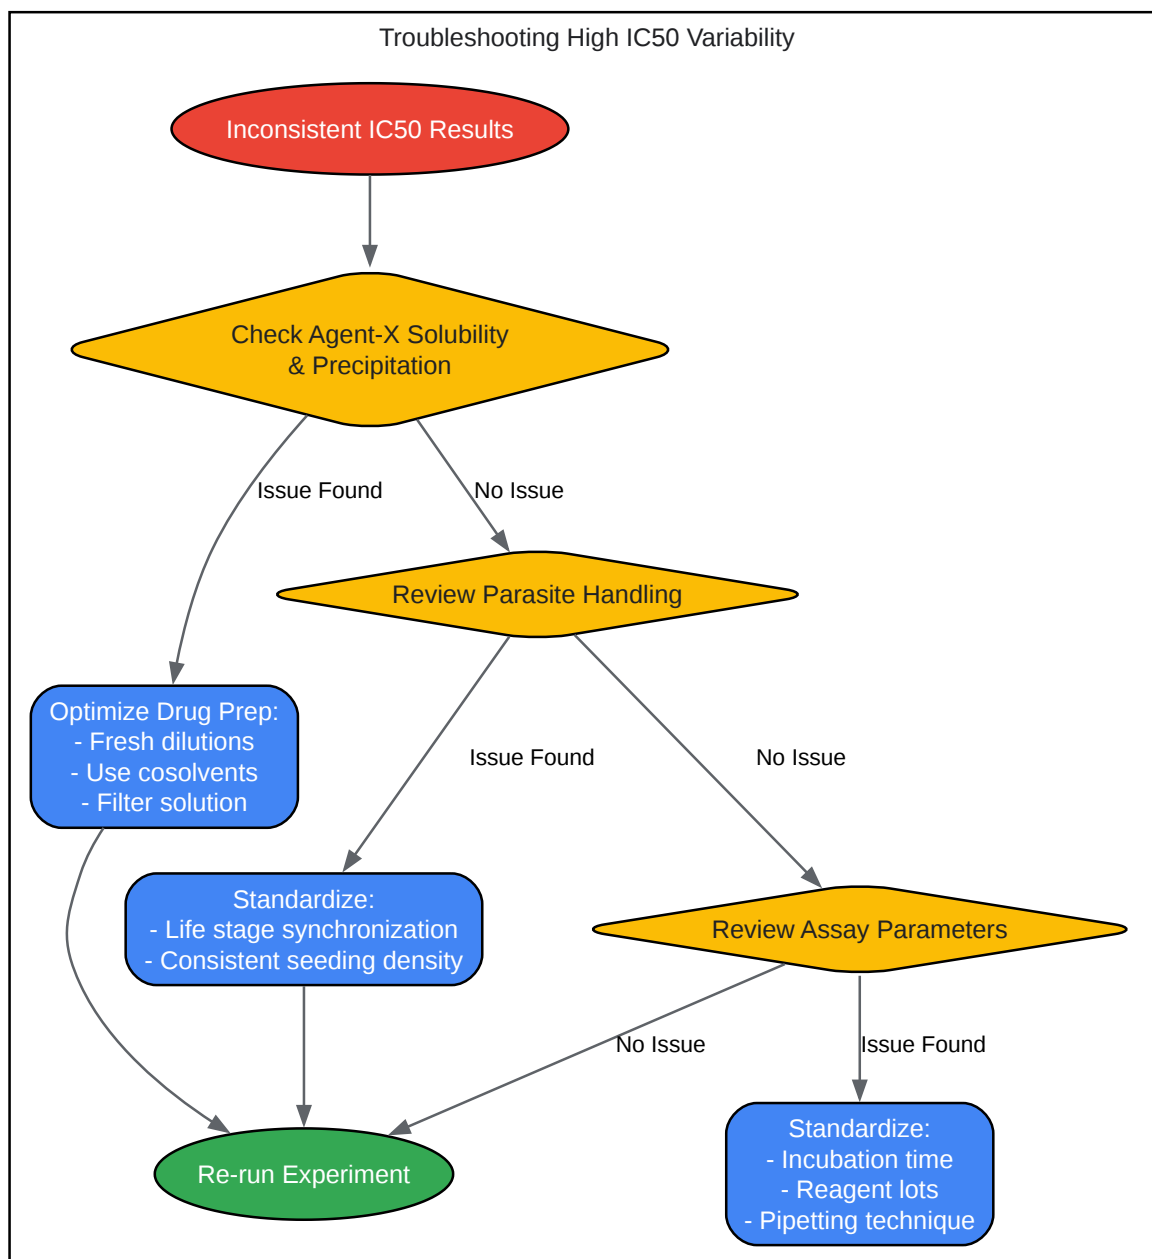 Troubleshooting High IC50 Variability
Inconsistent IC50 Results
Check Agent-X Solubility
& Precipitation
Issue Found
No Issue
Review Parasite Handling
Optimize Drug Prep:
- Fresh dilutions
- Use cosolvents
- Filter solution
Issue Found
No Issue
Standardize:
- Life stage synchronization
- Consistent seeding density
Review Assay Parameters
No Issue
Issue Found
Re-run Experiment
Standardize:
- Incubation time
- Reagent lots
- Pipetting technique